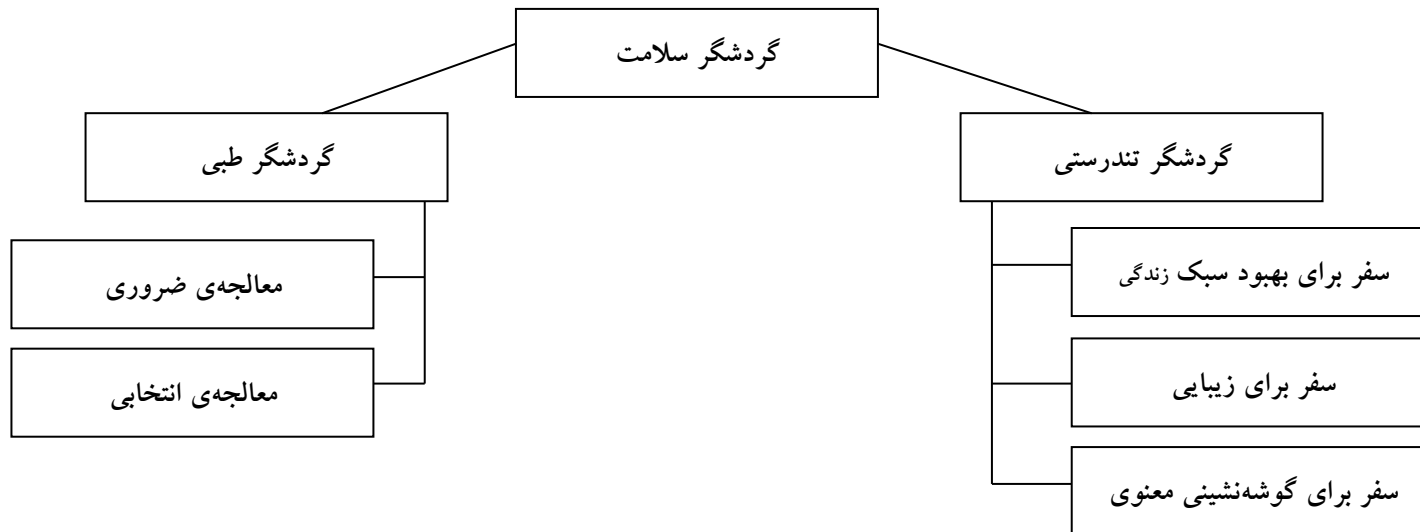 گردشگر سلامت
گردشگر تندرستی
گردشگر طبی
سفر برای بهبود سبک زندگی
معالجه‌ی ضروری
سفر برای زیبایی
معالجه‌ی انتخابی
سفر برای گوشه‌نشینی معنوی